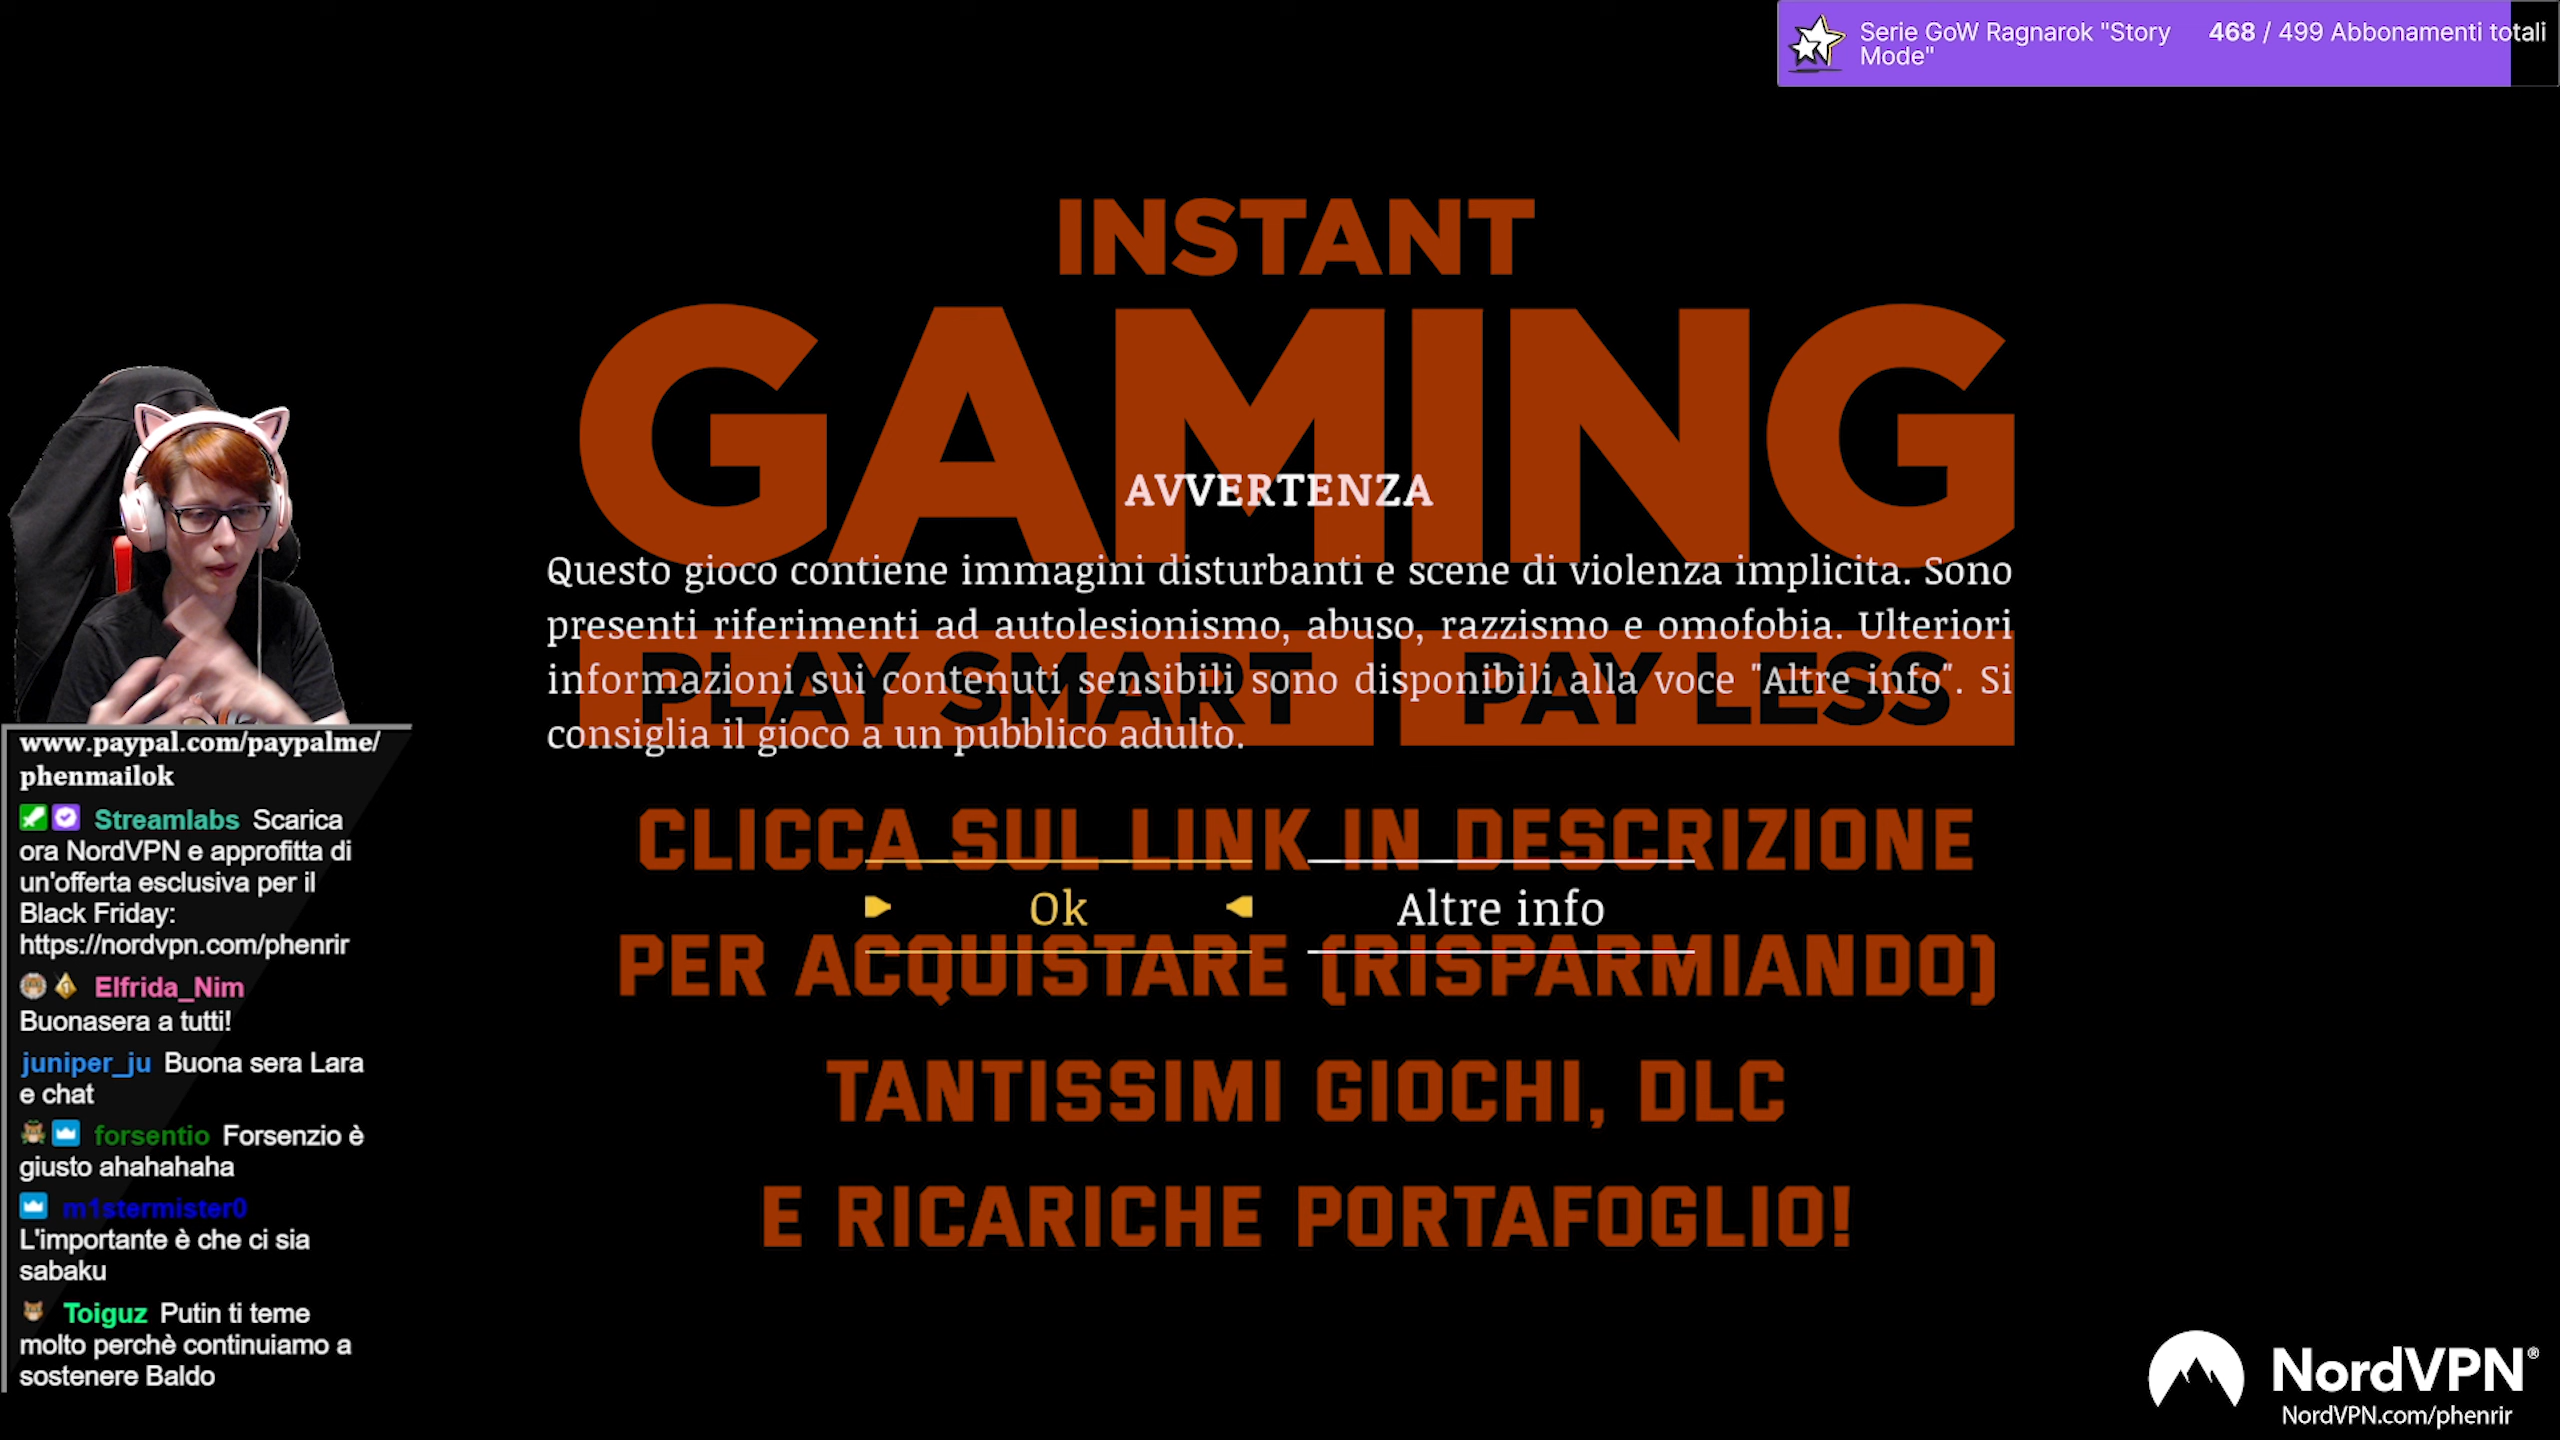 Serie GoW Ragnarok "Story
Mode"
468 / 499 Abbonamenti totali
INSTANT
GAMING
AVVERTENZA
Questo gioco contiene immagini disturbanti e scene di violenza implicita. Sono
presenti riferimenti ad autolesionismo, abuso, razzismo e omofobia. Ulteriori
informazioni sui contenuti sensibili sono disponibili alla voce "Altre info". Si
consiglia il gioco a un pubblico adulto.
PLAY SMART PAY LESS
CLICCA SUL LINK IN DESCRIZIONE
Ok Altre info
PER ACQUISTARE (RISPARMIANDO)
TANTISSIMI GIOCHI, DLC
E RICARICHE PORTAFOGLIO!
www.paypal.com/paypalme/
phenmailok
Streamlabs Scarica
ora NordVPN e approfitta di
un'offerta esclusiva per il
Black Friday:
https://nordvpn.com/phenrir
Elfrida_Nim
Buonasera a tutti!
juniper_ju Buona sera Lara
e chat
forsentio Forsenzio è
giusto ahahahaha
m1stermister0
L'importante è che ci sia
sabaku
Toiguz Putin ti teme
molto perchè continuiamo a
sostenere Baldo
NordVPN®
NordVPN.com/phenrir